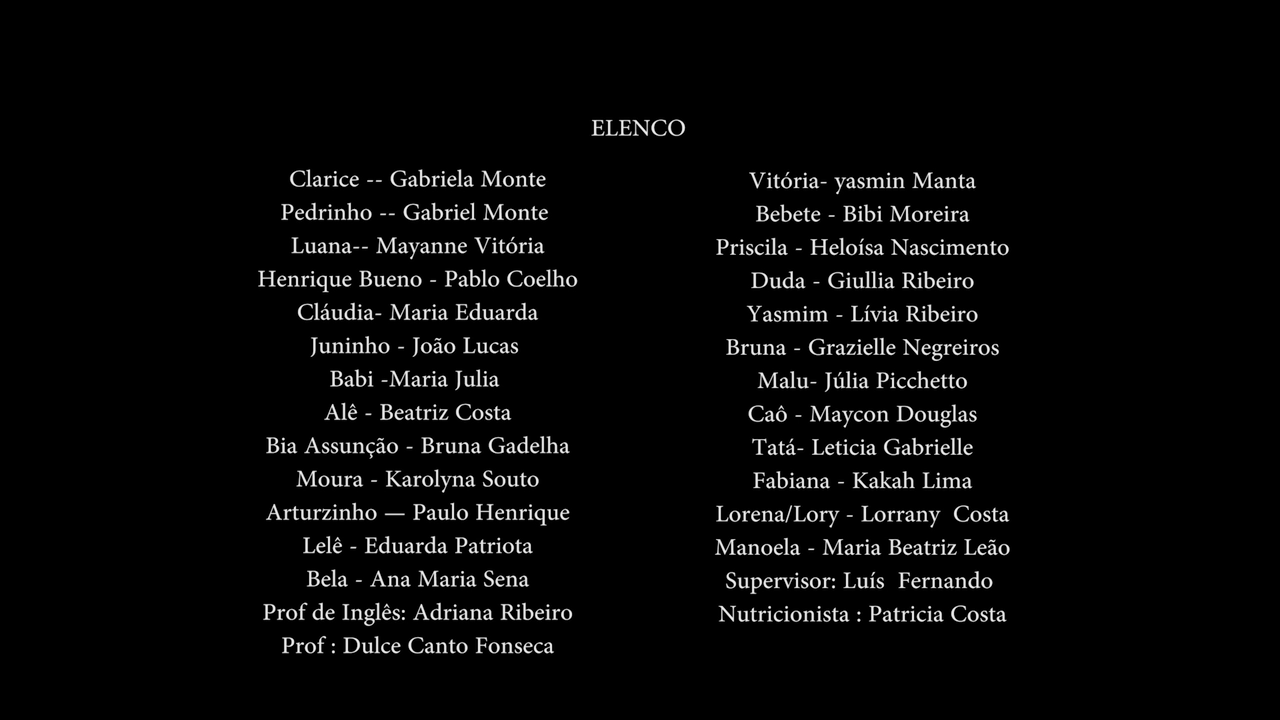 ELENCO
Clarice -- Gabriela Monte
Pedrinho -- Gabriel Monte
Luana-- Mayanne Vitória
Henrique Bueno - Pablo Coelho
Cláudia- Maria Eduarda
Juninho - João Lucas
Babi -Maria Julia
Alê - Beatriz Costa
Bia Assunção - Bruna Gadelha
Moura - Karolyna Souto
Arturzinho — Paulo Henrique
Lelê - Eduarda Patriota
Bela - Ana Maria Sena
Prof de Inglês: Adriana Ribeiro
Prof : Dulce Canto Fonseca
Vitória- yasmin Manta
Bebete - Bibi Moreira
Priscila - Heloísa Nascimento
Duda - Giullia Ribeiro
Yasmim - Lívia Ribeiro
Bruna - Grazielle Negreiros
Malu- Júlia Picchetto
Caô - Maycon Douglas
Tatá- Leticia Gabrielle
Fabiana - Kakah Lima
Lorena/Lory - Lorrany  Costa
Manoela - Maria Beatriz Leão
Supervisor: Luís  Fernando
Nutricionista : Patricia Costa